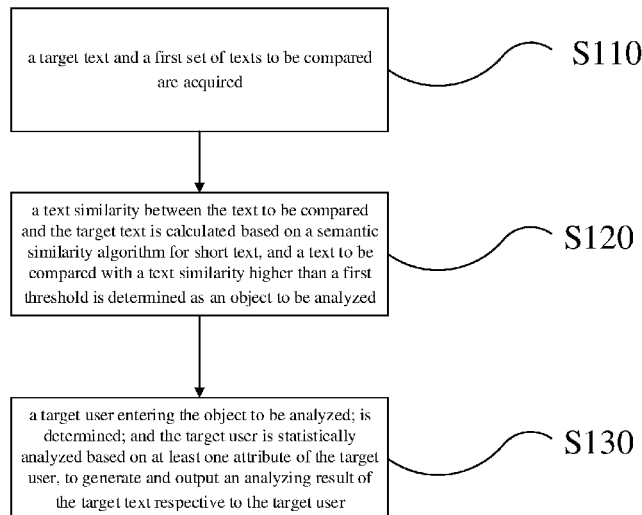 a target text and a first set of texts to be compared
are acquired
S110
a text similarity between the text to be compared
and the target text is calculated based on a semantic
similarity algorithm for short text, and a text to be
compared with a text similarity higher than a first
threshold is determined as an object to be analyzed
S120
a target user entering the object to be analyzed; is
determined; and the target user is statistically
analyzed based on at least one attribute of the target
user, to generate and output an analyzing result of
the target text respective to the target user
S130